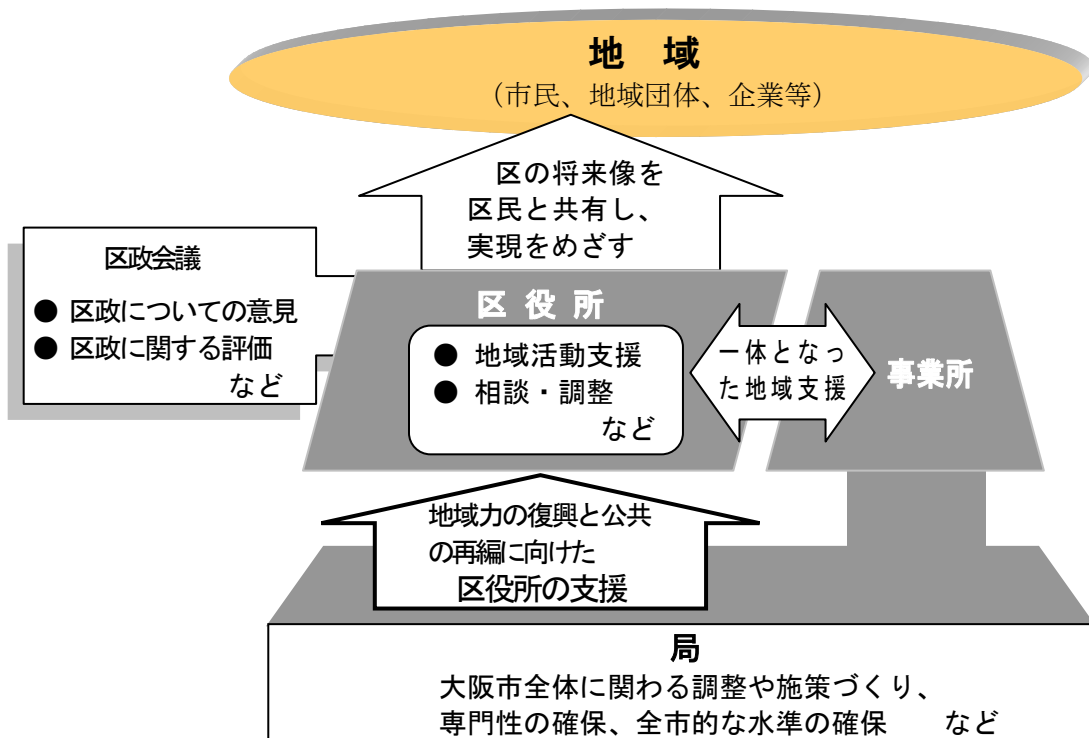 地　域
（市民、地域団体、企業等）
区の将来像を
区民と共有し、
実現をめざす
区政会議
● 区政についての意見
● 区政に関する評価
など
区 役 所
● 地域活動支援
● 相談・調整
など
一体となっ
た地域支援
事業所
地域力の復興と公共
の再編に向けた
区役所の支援
局
大阪市全体に関わる調整や施策づくり、
専門性の確保、全市的な水準の確保　　など